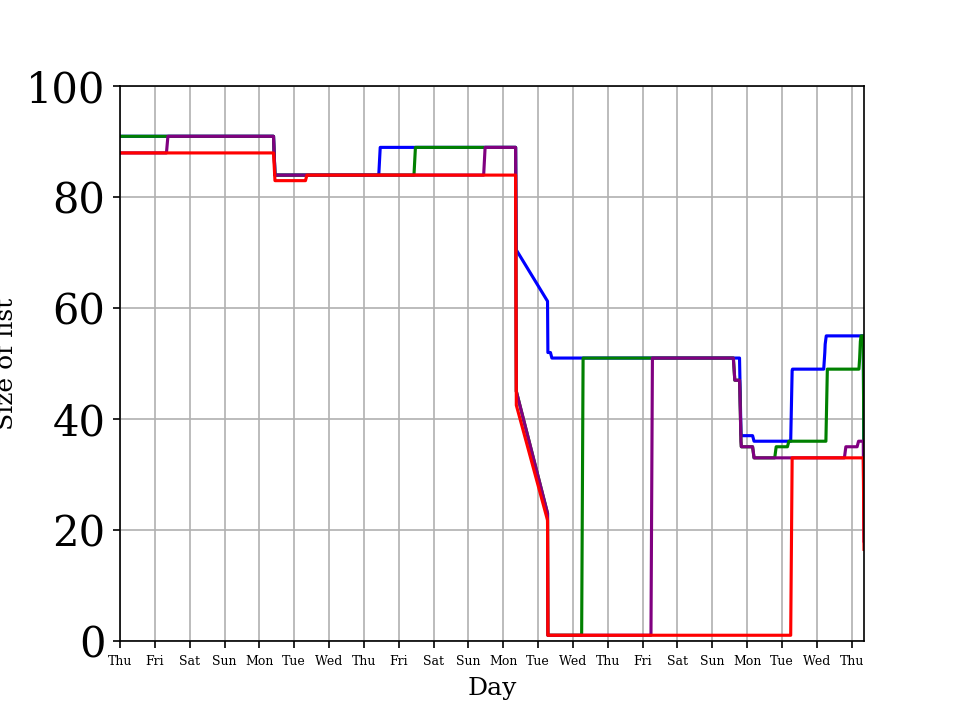 100
80
60
40
20
0
Size of list
Thu Fri Sat Sun Mon Tue Wed Thu Fri Sat Sun Mon Tue Wed Thu Fri Sat Sun Mon Tue Wed Thu
Day